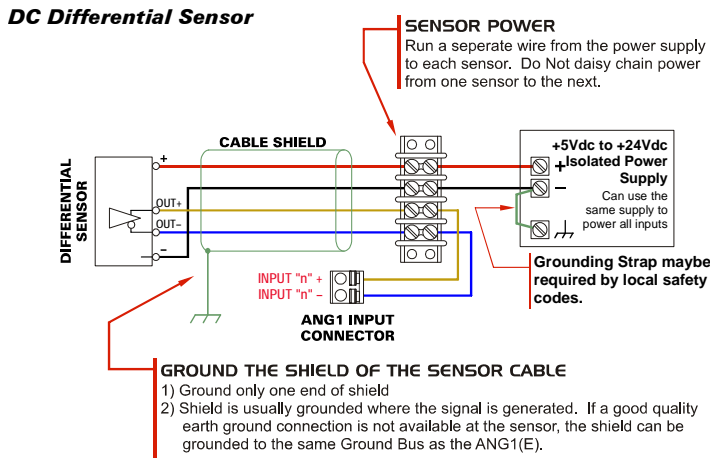 DC Differential Sensor
SENSOR POWER
Run a seperate wire from the power supply
to each sensor. Do Not daisy chain power
from one sensor to the next.
CABLE SHIELD
DIFFERENTIAL
SENSOR
+
OUT+
OUT–
–
+5Vdc to +24Vdc
Isolated Power
Supply
Can use the
same supply to
power all inputs
+
–
Grounding Strap maybe
required by local safety
codes.
INPUT "n" +
INPUT "n" –
ANG1 INPUT
CONNECTOR
GROUND THE SHIELD OF THE SENSOR CABLE
1) Ground only one end of shield
2) Shield is usually grounded where the signal is generated. If a good quality
earth ground connection is not available at the sensor, the shield can be
grounded to the same Ground Bus as the ANG1(E).